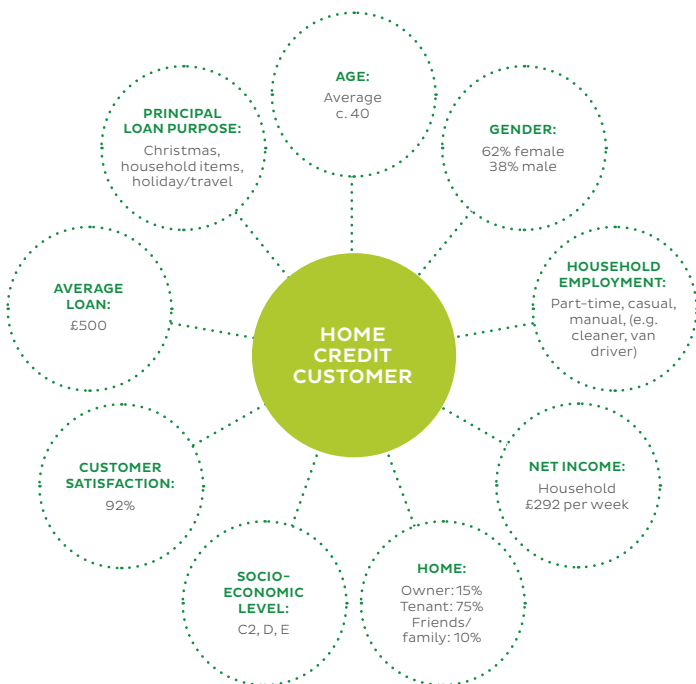 AGE:
Average
c. 40
GENDER:
62% female
38% male
HOUSEHOLD
EMPLOYMENT:
Part-time, casual,
manual, (e.g.
cleaner, van
driver)
NET INCOME:
Household
£292 per week
HOME:
Owner: 15%
Tenant: 75%
Friends/
family: 10%
SOCIO-
ECONOMIC
LEVEL:
C2, D, E
CUSTOMER
SATISFACTION:
92%
AVERAGE
LOAN:
£500
PRINCIPAL
LOAN PURPOSE:
Christmas,
household items,
holiday/travel
HOME
CREDIT
CUSTOMER